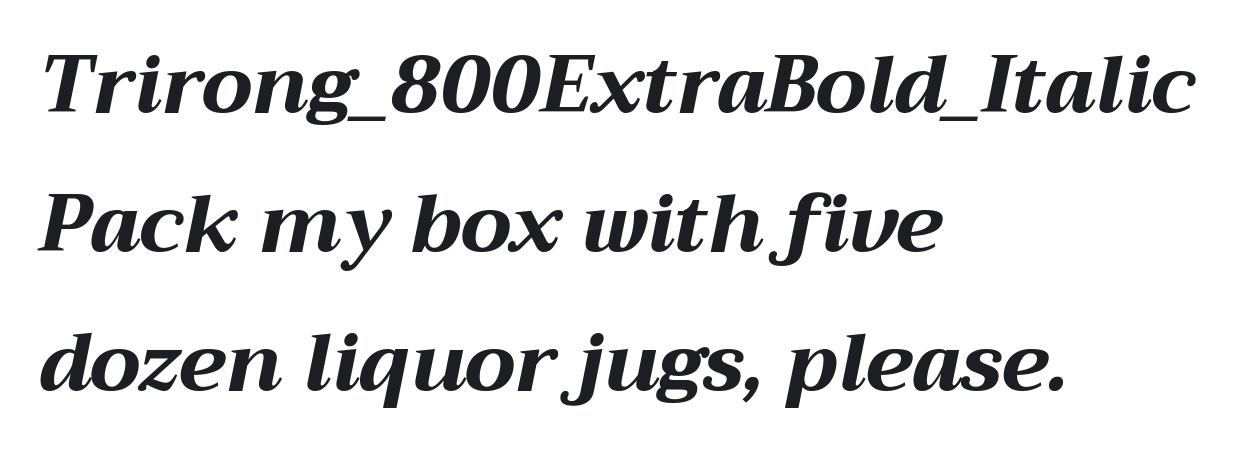 Trirong_800ExtraBold_Italic
Pack my box with five
dozen liquor jugs, please.